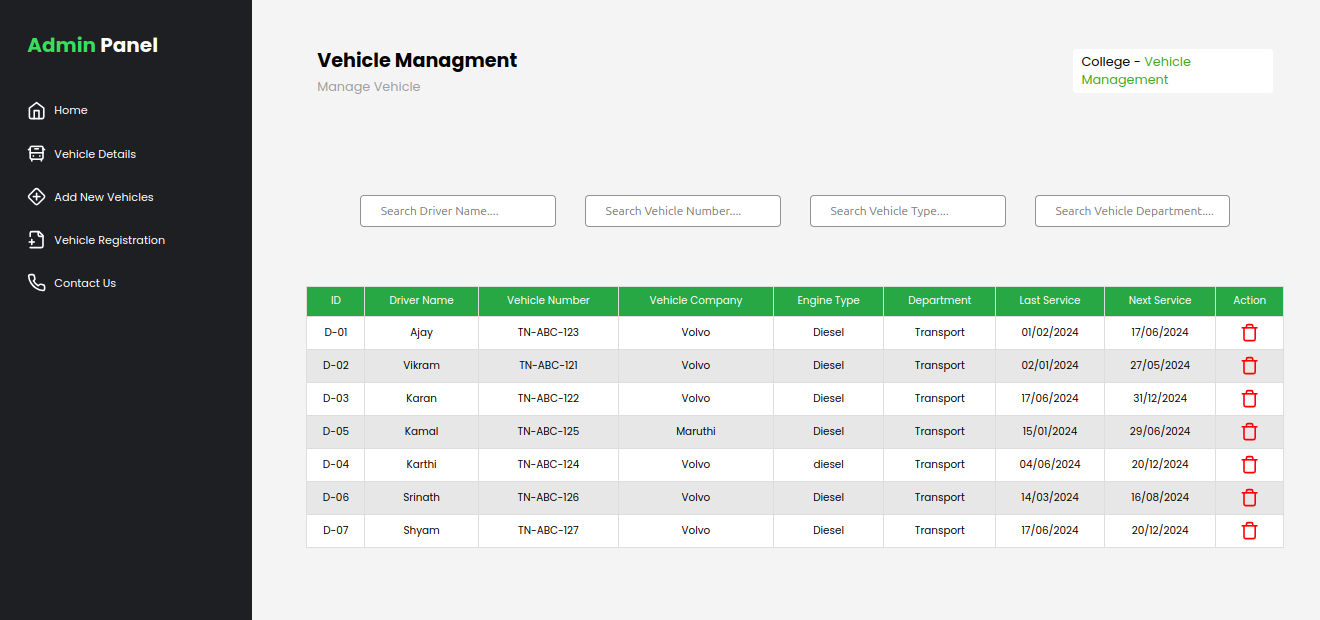 Admin Panel
Home
Vehicle Details
Add New Vehicles
Vehicle Registration
Contact Us
Vehicle Managment
Manage Vehicle
College - Vehicle
Management
Search Driver Name.... Search Vehicle Number.... Search Vehicle Type.... Search Vehicle Department....
ID Driver Name Vehicle Number Vehicle Company Engine Type Department Last Service Next Service Action
D-01 Ajay TN-ABC-123 Volvo Diesel Transport 01/02/2024 17/06/2024
D-02 Vikram TN-ABC-121 Volvo Diesel Transport 02/01/2024 27/05/2024
D-03 Karan TN-ABC-122 Volvo Diesel Transport 17/06/2024 31/12/2024
D-05 Kamal TN-ABC-125 Maruthi Diesel Transport 15/01/2024 29/06/2024
D-04 Karthi TN-ABC-124 Volvo diesel Transport 04/06/2024 20/12/2024
D-06 Srinath TN-ABC-126 Volvo Diesel Transport 14/03/2024 16/08/2024
D-07 Shyam TN-ABC-127 Volvo Diesel Transport 17/06/2024 20/12/2024